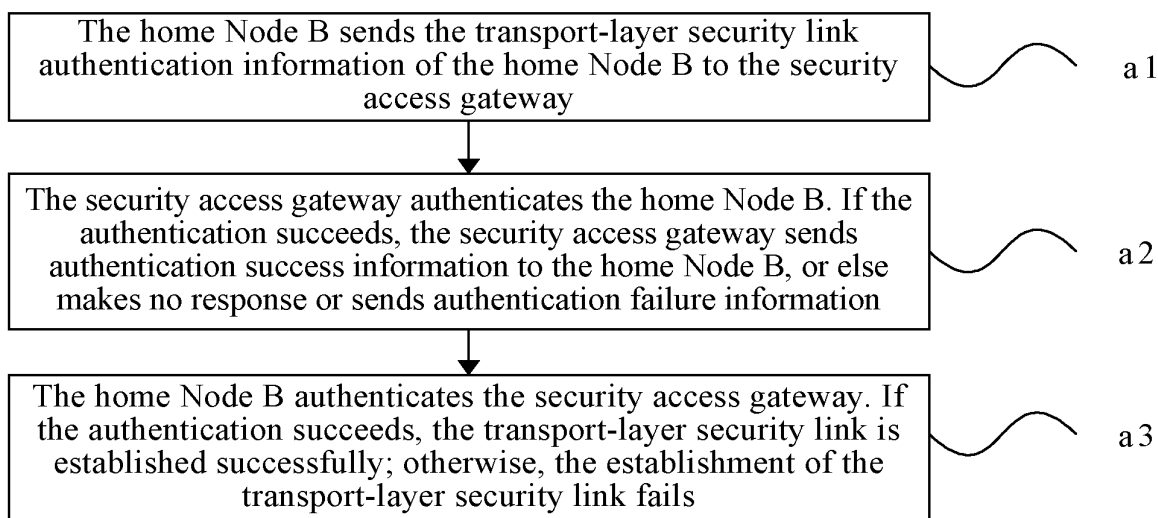 The home Node B sends the transport-layer security link
authentication information of the home Node B to the security
access gateway
a1
The security access gateway authenticates the home Node B. If the
authentication succeeds, the security access gateway sends
authentication success information to the home Node B, or else
makes no response or sends authentication failure information
a2
The home Node B authenticates the security access gateway. If
the authentication succeeds, the transport-layer security link is
established successfully; otherwise, the establishment of the
transport-layer security link fails
a3